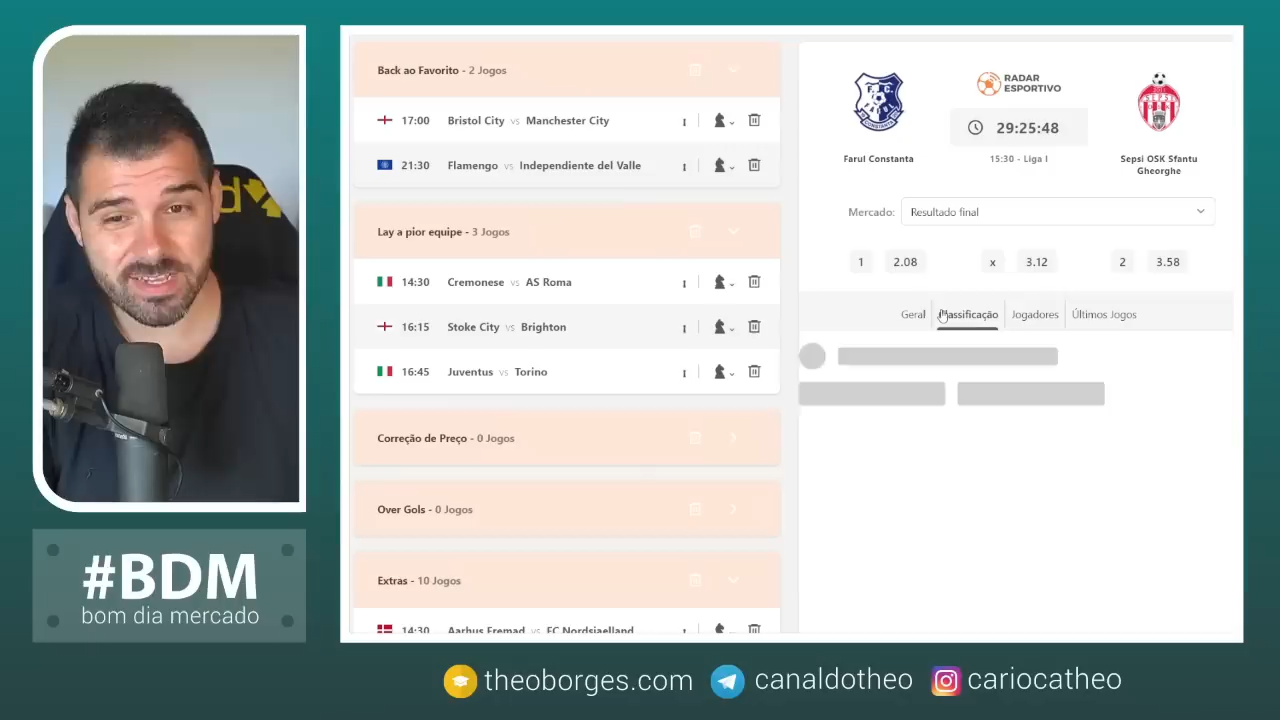 Back ao Favorito - 2 Jogos
17:00 Bristol City vs Manchester City
21:30 Flamengo vs Independiente del Valle
Lay a pior equipe - 3 Jogos
14:30 Cremonese vs AS Roma
16:15 Stoke City vs Brighton
16:45 Juventus vs Torino
Correção de Preço - 0 Jogos
Over Gols - 0 Jogos
Extras - 10 Jogos
14:30 Aarhus Fremad vs FC Nordsjaelland
RADAR
ESPORTIVO
29:25:48
15:30 - Liga I
Farul Constanta
Sepsi OSK Sfantu
Gheorghe
Mercado: Resultado final
1 2.08 x 3.12 2 3.58
Geral Classificação Jogadores Últimos Jogos
#BDM
bom dia mercado
theoborges.com canaldotheo cariocatheo